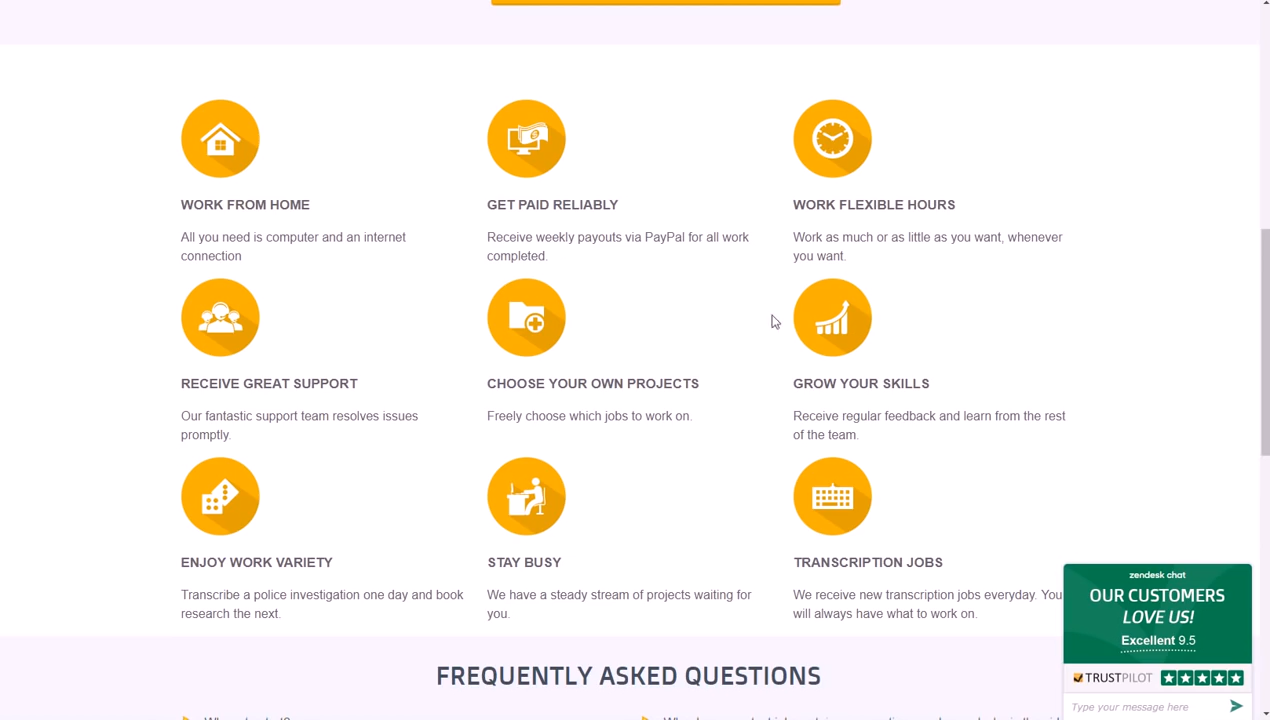 WORK FROM HOME
All you need is computer and an internet
connection
GET PAID RELIABLY
Receive weekly payouts via PayPal for all work
completed.
WORK FLEXIBLE HOURS
Work as much or as little as you want, whenever
you want.
RECEIVE GREAT SUPPORT
Our fantastic support team resolves issues
promptly.
CHOOSE YOUR OWN PROJECTS
Freely choose which jobs to work on.
GROW YOUR SKILLS
Receive regular feedback and learn from the rest
of the team.
ENJOY WORK VARIETY
Transcribe a police investigation one day and book
research the next.
STAY BUSY
We have a steady stream of projects waiting for
you.
TRANSCRIPTION JOBS
We receive new transcription jobs everyday. You
will always have what to work on.
FREQUENTLY ASKED QUESTIONS
zendesk chat
OUR CUSTOMERS
LOVE US!
Excellent 9.5
TRUSTPILOT
Type your message here